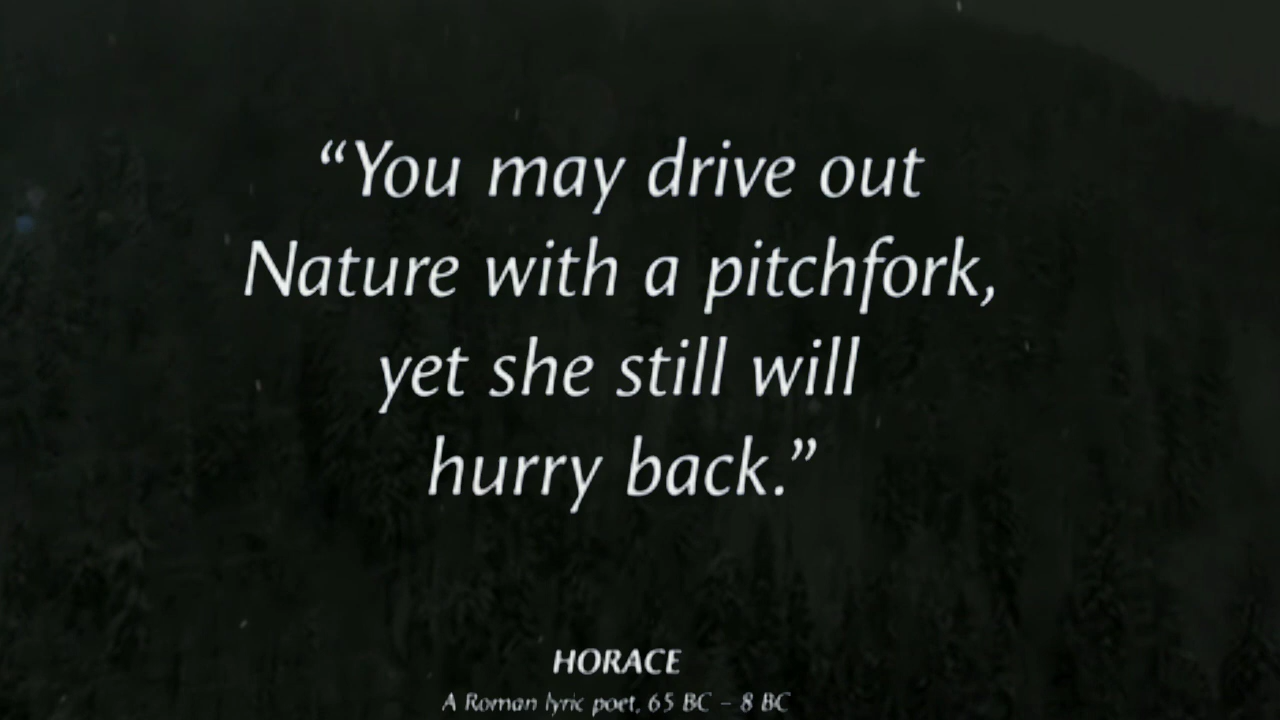 “You may drive out
Nature with a pitchfork,
yet she still will
hurry back.”
HORACE
A Roman lyric poet, 65 BC – 8 BC